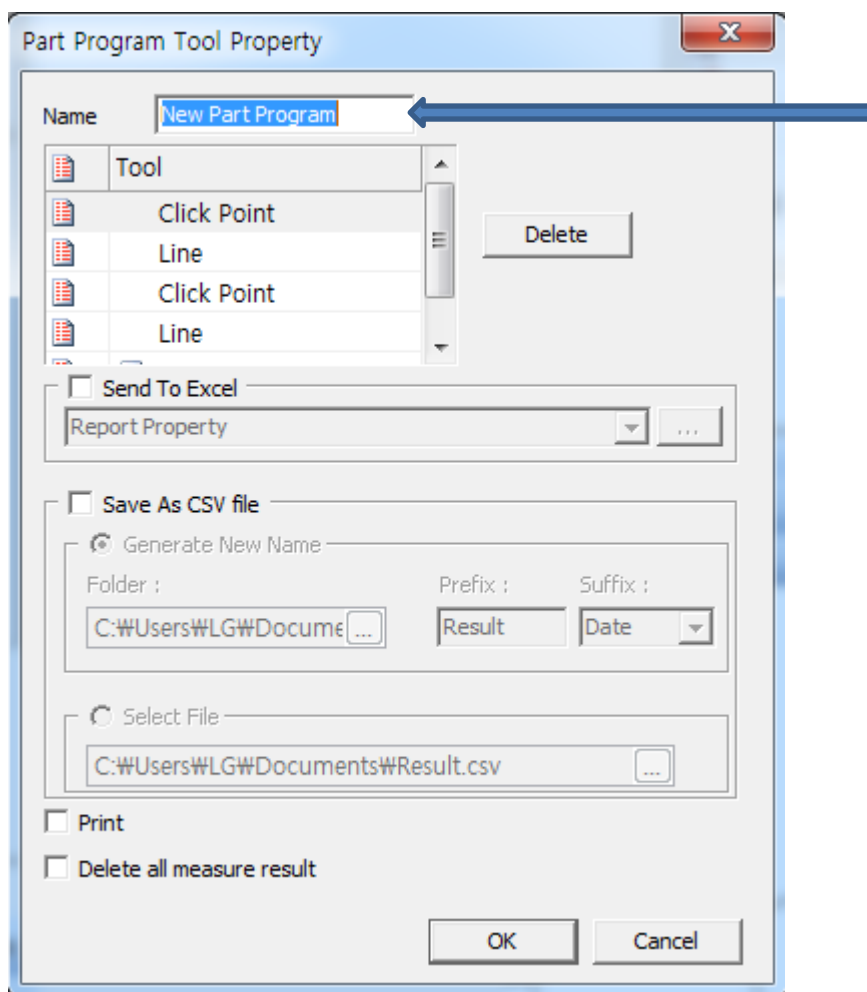 Part Program Tool Property
Name New Part Program
Tool
Click Point
Delete
Line
Click Point
Line
Send To Excel
Report Property ...
Save As CSV file
Generate New Name
Folder : Prefix : Suffix :
C:₩Users₩LG₩Docume ... Result Date
Select File
C:₩Users₩LG₩Documents₩Result.csv ...
Print
Delete all measure result
OK Cancel